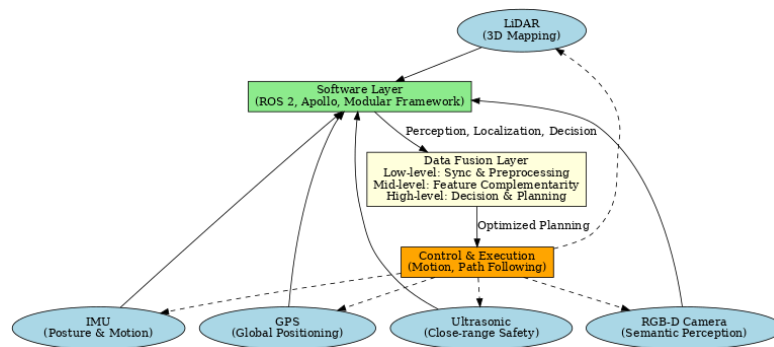 LiDAR
(3D Mapping)
Software Layer
(ROS 2, Apollo, Modular Framework)
Perception, Localization, Decision
Data Fusion Layer
Low-level: Sync & Preprocessing
Mid-level: Feature Complementarity
High-level: Decision & Planning
Optimized Planning
Control & Execution
(Motion, Path Following)
IMU
(Posture & Motion)
GPS
(Global Positioning)
Ultrasonic
(Close-range Safety)
RGB-D Camera
(Semantic Perception)